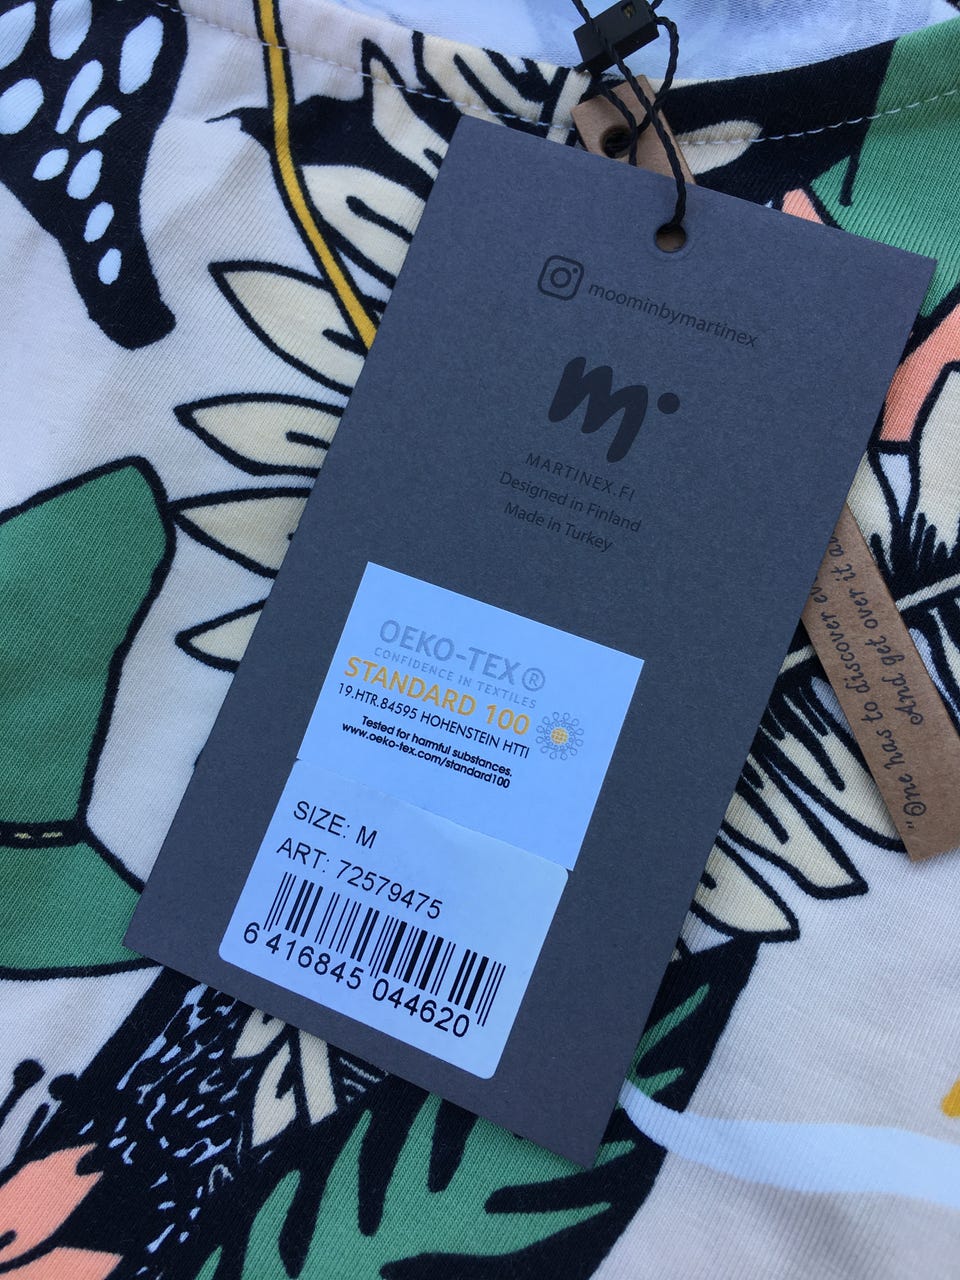 moominbymartinex
m
MARTINEX.FI
Designed in Finland
Made in Turkey
OEKO-TEX®
CONFIDENCE IN TEXTILES
STANDARD 100
19.HTR.84595 HOHENSTEIN HTTI
Tested for harmful substances.
www.oeko-tex.com/standard100
SIZE: M
ART: 72579475
6 416845 044620
"One has to discover
And get over it